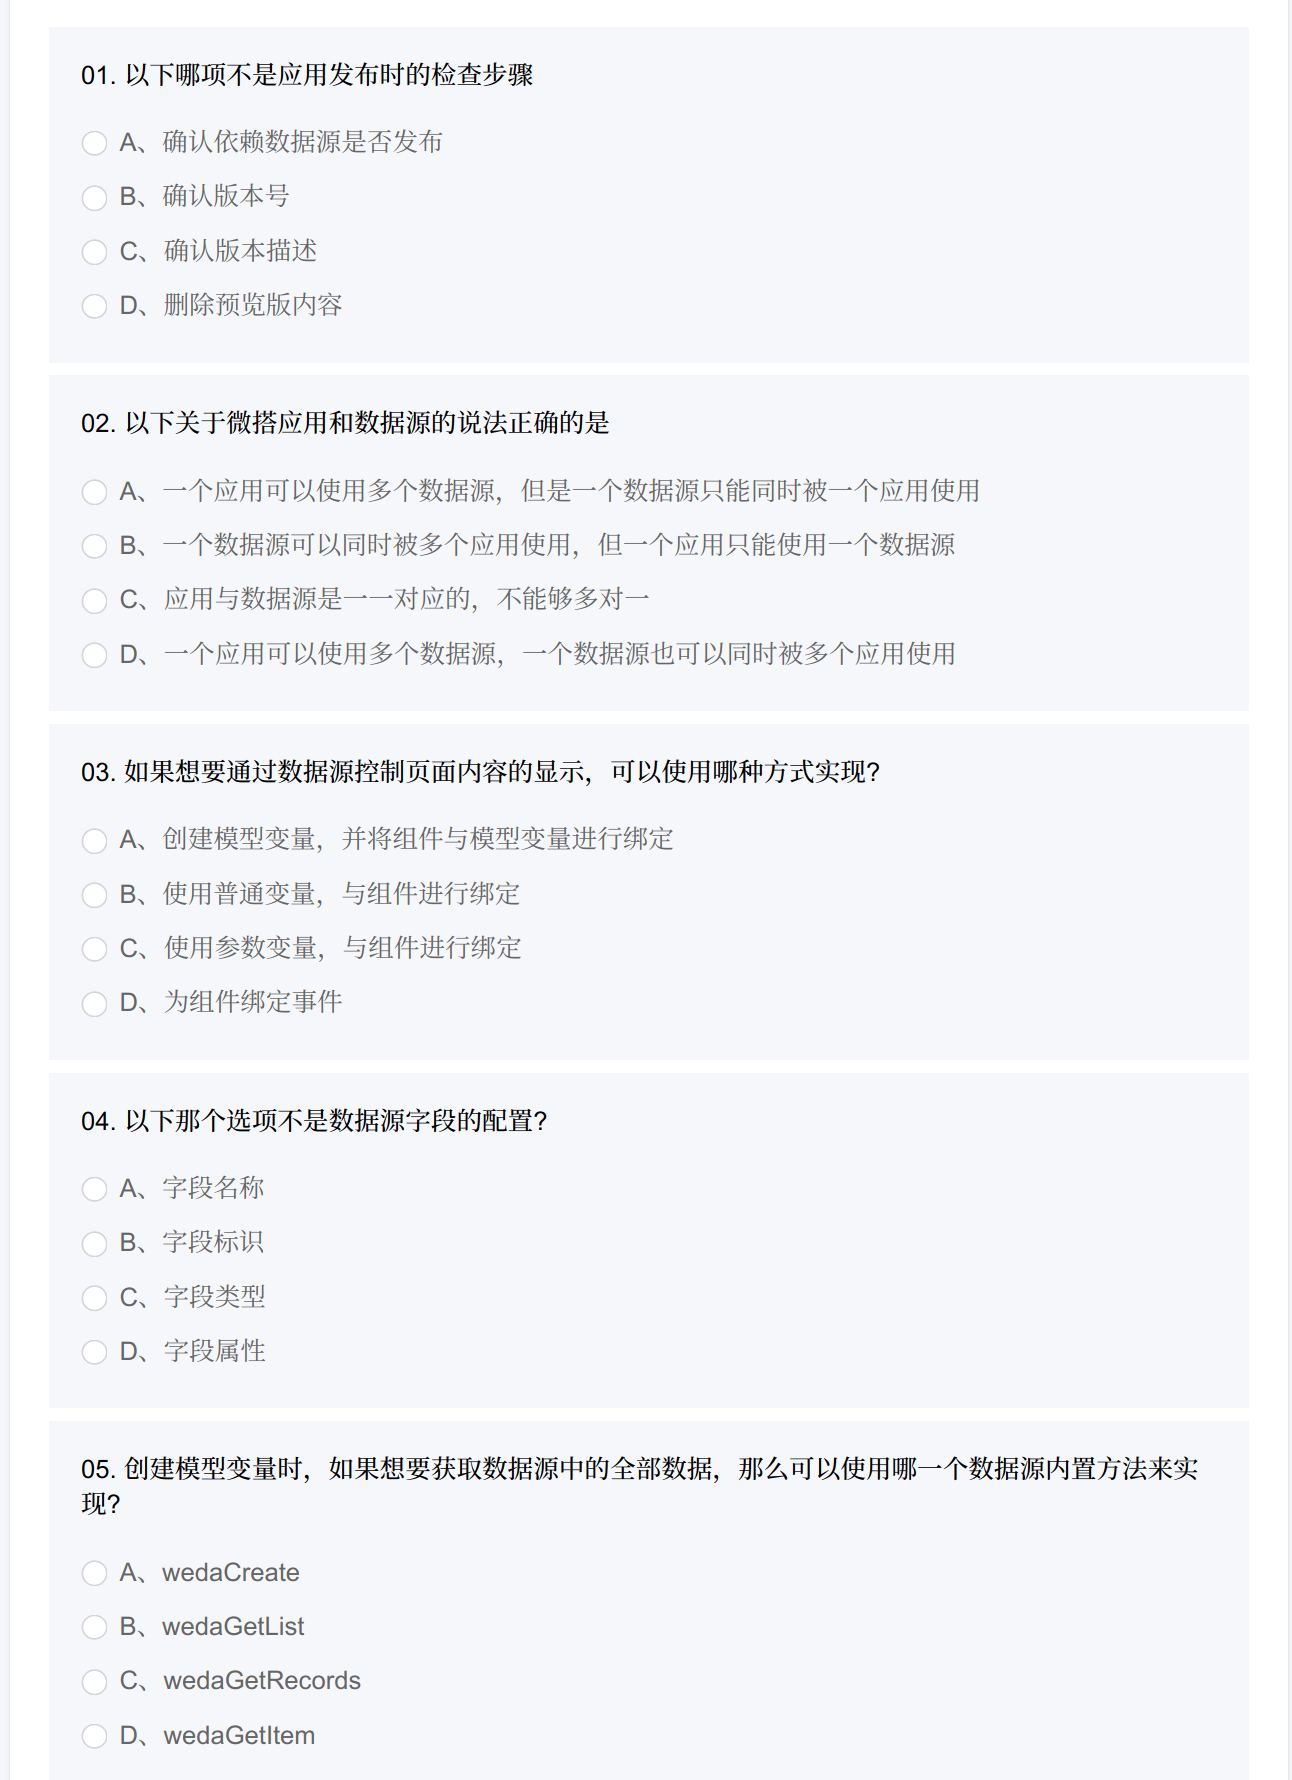 01. 以下哪项不是应用发布时的检查步骤
A、确认依赖数据源是否发布
B、确认版本号
C、确认版本描述
D、删除预览版内容
02. 以下关于微搭应用和数据源的说法正确的是
A、一个应用可以使用多个数据源，但是一个数据源只能同时被一个应用使用
B、一个数据源可以同时被多个应用使用，但一个应用只能使用一个数据源
C、应用与数据源是一一对应的，不能够多对一
D、一个应用可以使用多个数据源，一个数据源也可以同时被多个应用使用
03. 如果想要通过数据源控制页面内容的显示，可以使用哪种方式实现?
A、创建模型变量，并将组件与模型变量进行绑定
B、使用普通变量，与组件进行绑定
C、使用参数变量，与组件进行绑定
D、为组件绑定事件
04. 以下那个选项不是数据源字段的配置?
A、字段名称
B、字段标识
C、字段类型
D、字段属性
05. 创建模型变量时，如果想要获取数据源中的全部数据，那么可以使用哪一个数据源内置方法来实
现?
A、wedaCreate
B、wedaGetList
C、wedaGetRecords
D、wedaGetItem